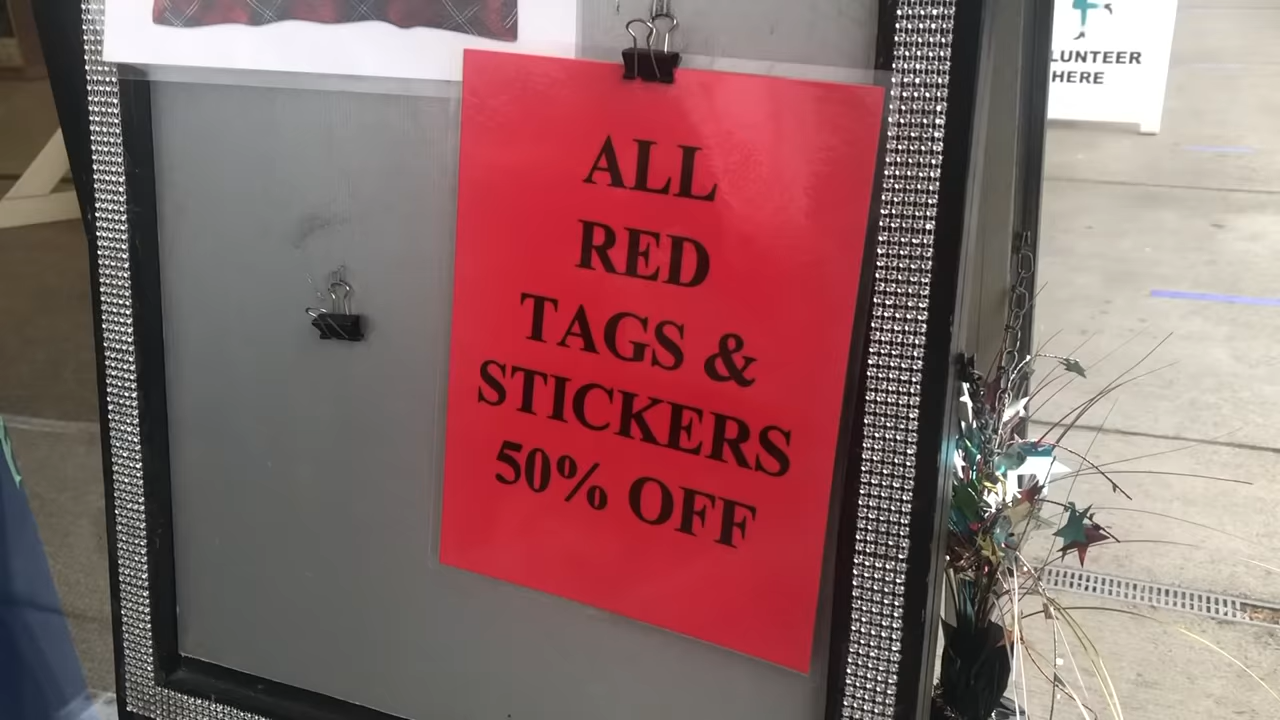 ALL
RED
TAGS &
STICKERS
50% OFF
LUNTEER
HERE